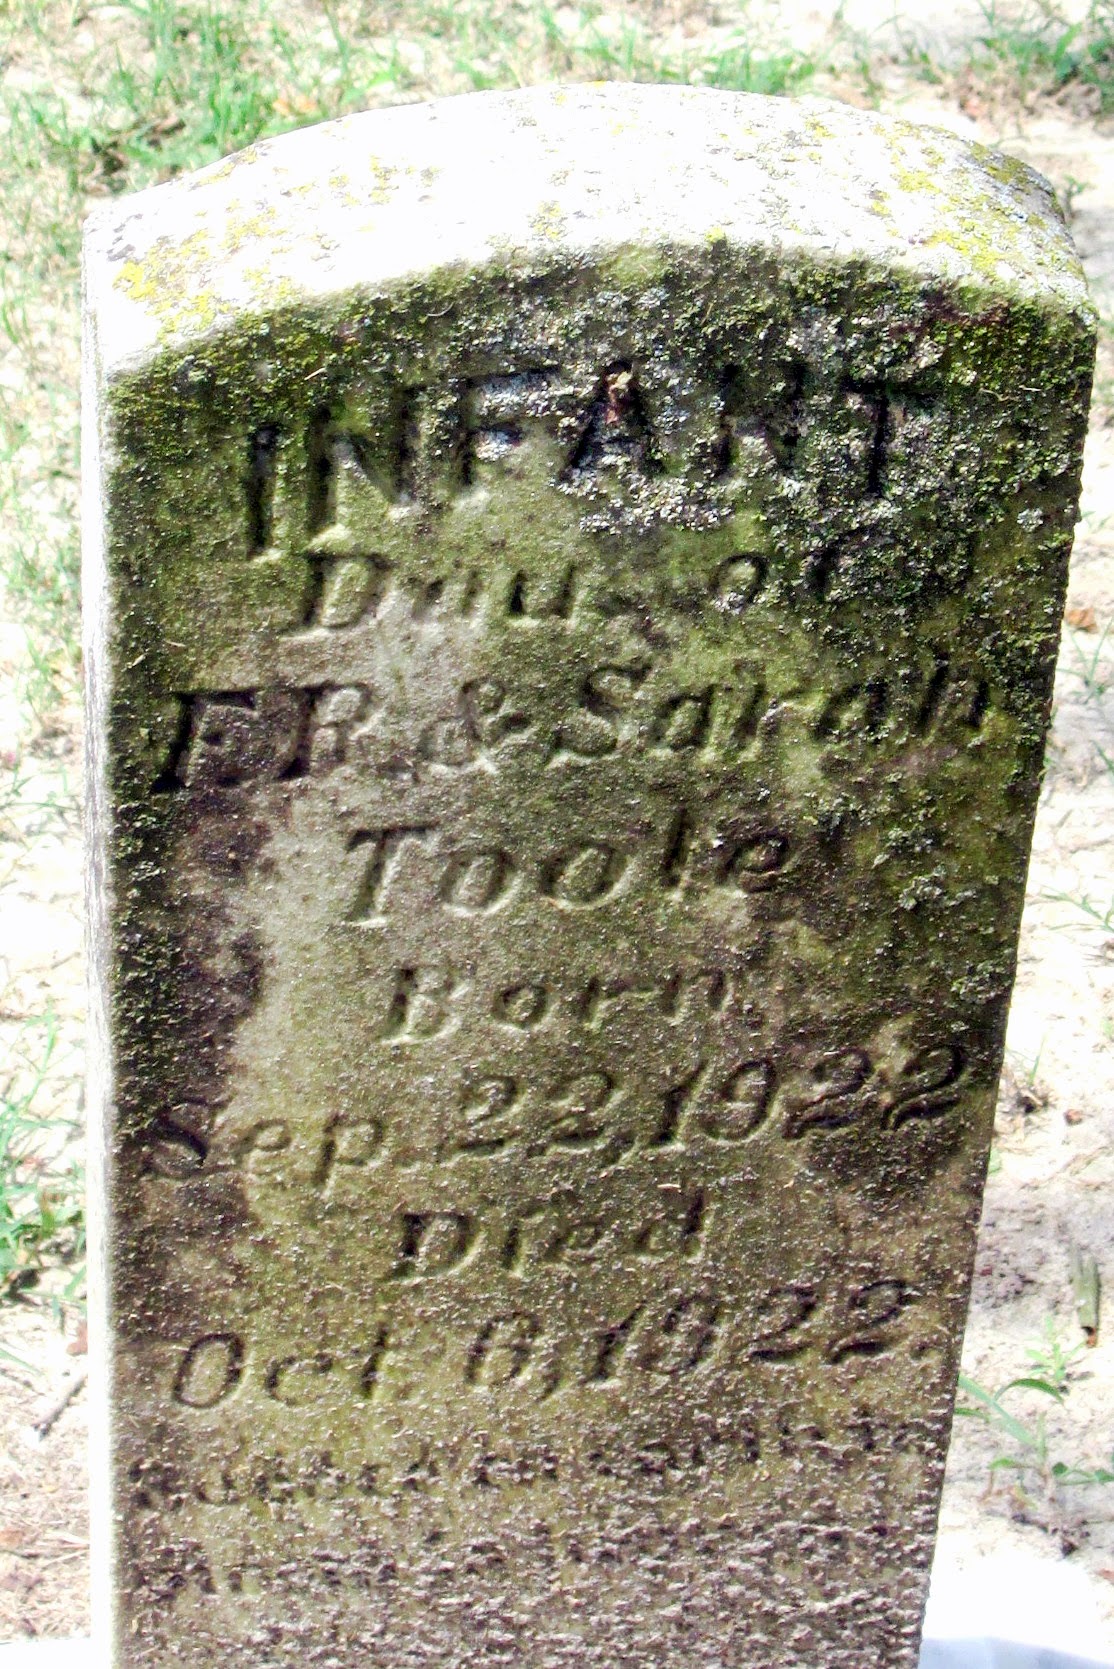 INFANT
Dau. of
E.R. & Sarah
Toole
Born
Sep. 22, 1922
Died
Oct 6, 1922.